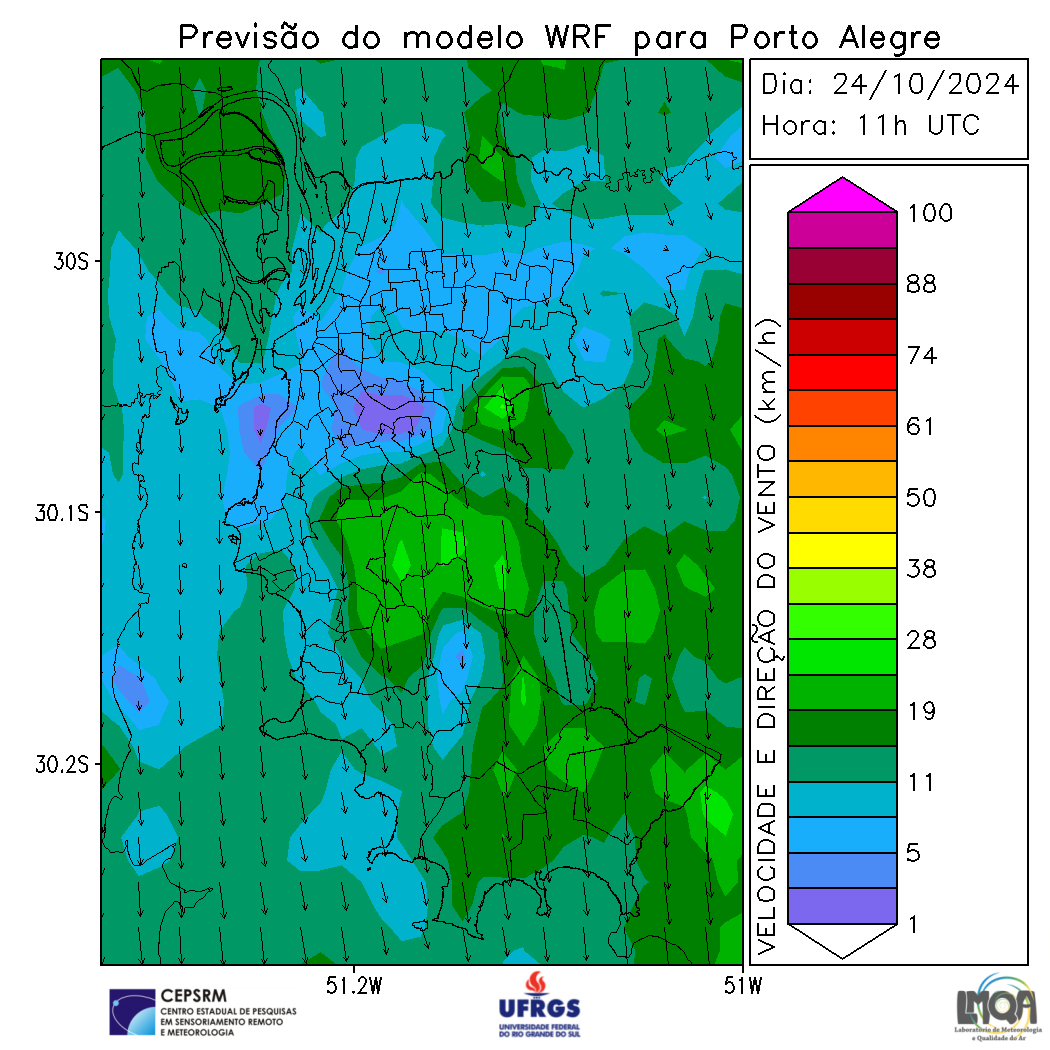 Previsão do modelo WRF para Porto Alegre
Dia: 24/10/2024
Hora: 11h UTC
30S
30.1S
30.2S
51.2W
51W
VELOCIDADE E DIREÇÃO DO VENTO (km/h)
100
88
74
61
50
38
28
19
11
5
1
CEPSRM
CENTRO ESTADUAL DE PESQUISAS
EM SENSORIAMENTO REMOTO
E METEOROLOGIA
UFRGS
UNIVERSIDADE FEDERAL
DO RIO GRANDE DO SUL
LMQA
Laboratório de Meteorologia
e Qualidade do Ar